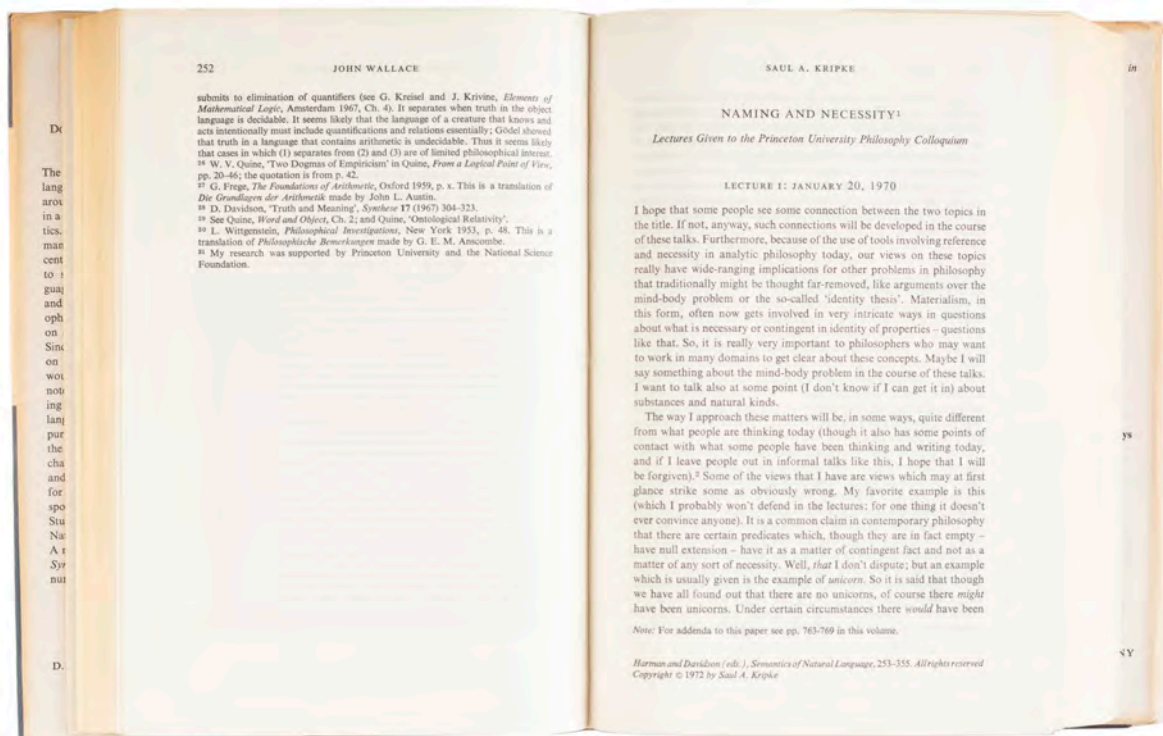 252
JOHN WALLACE
submits to elimination of quantifiers (see G. Kreisel and J. Krivine, Elements of
Mathematical Logic, Amsterdam 1967, Ch. 4). It separates when truth in the object
language is decidable. It seems likely that the language of a creature that knows and
acts intentionally must include quantifications and relations essentially; Gödel showed
that truth in a language that contains arithmetic is undecidable. Thus it seems likely
that cases in which (1) separates from (2) and (3) are of limited philosophical interest.
26 W. V. Quine, 'Two Dogmas of Empiricism' in Quine, From a Logical Point of View,
pp. 20–46; the quotation is from p. 42.
27 G. Frege, The Foundations of Arithmetic, Oxford 1959, p. x. This is a translation of
Die Grundlagen der Arithmetik made by John L. Austin.
28 D. Davidson, 'Truth and Meaning', Synthese 17 (1967) 304–323.
29 See Quine, Word and Object, Ch. 2; and Quine, 'Ontological Relativity'.
30 L. Wittgenstein, Philosophical Investigations, New York 1953, p. 48. This is a
translation of Philosophische Bemerkungen made by G. E. M. Anscombe.
31 My research was supported by Princeton University and the National Science
Foundation.
SAUL A. KRIPKE
NAMING AND NECESSITY1
Lectures Given to the Princeton University Philosophy Colloquium
LECTURE I: JANUARY 20, 1970
I hope that some people see some connection between the two topics in
the title. If not, anyway, such connections will be developed in the course
of these talks. Furthermore, because of the use of tools involving reference
and necessity in analytic philosophy today, our views on these topics
really have wide-ranging implications for other problems in philosophy
that traditionally might be thought far-removed, like arguments over the
mind-body problem or the so-called 'identity thesis'. Materialism, in
this form, often now gets involved in very intricate ways in questions
about what is necessary or contingent in identity of properties – questions
like that. So, it is really very important to philosophers who may want
to work in many domains to get clear about these concepts. Maybe I will
say something about the mind-body problem in the course of these talks.
I want to talk also at some point (I don't know if I can get it in) about
substances and natural kinds.
The way I approach these matters will be, in some ways, quite different
from what people are thinking today (though it also has some points of
contact with what some people have been thinking and writing today,
and if I leave people out in informal talks like this, I hope that I will
be forgiven).2 Some of the views that I have are views which may at first
glance strike some as obviously wrong. My favorite example is this
(which I probably won't defend in the lectures: for one thing it doesn't
ever convince anyone). It is a common claim in contemporary philosophy
that there are certain predicates which, though they are in fact empty –
have null extension – have it as a matter of contingent fact and not as a
matter of any sort of necessity. Well, that I don't dispute; but an example
which is usually given is the example of unicorn. So it is said that though
we have all found out that there are no unicorns, of course there might
have been unicorns. Under certain circumstances there would have been
Note: For addenda to this paper see pp. 763-769 in this volume.
Harman and Davidson (eds.), Semantics of Natural Language, 253–355. All rights reserved
Copyright © 1972 by Saul A. Kripke
The
lang
in a
tics.
man
cent
and
oph
on
on
ing
pur
the
cha
and
for
spo
Stu
D.
in
ys
NY